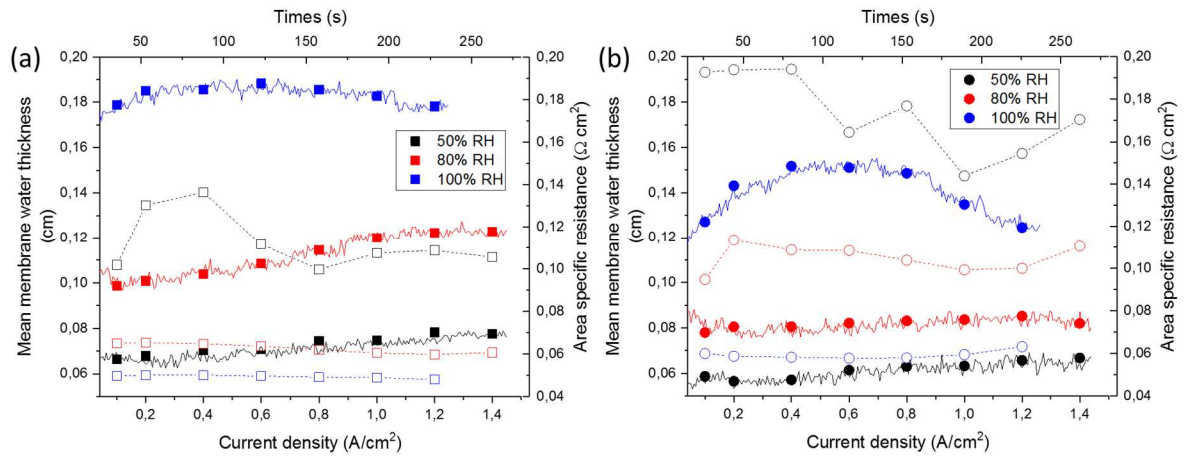 Times (s)
(a)
50 100 150 200 250
0,20
0,18
0,16
0,14
0,12
0,10
0,08
0,06
Mean membrane water thickness
(cm)
50% RH
80% RH
100% RH
0,20
0,18
0,16
0,14
0,12
0,10
0,08
0,06
0,04
Area specific resistance (Ω cm²)
0,2 0,4 0,6 0,8 1,0 1,2 1,4
Current density (A/cm²)
Times (s)
(b)
50 100 150 200 250
0,20
0,18
0,16
0,14
0,12
0,10
0,08
0,06
Mean membrane water thickness
(cm)
50% RH
80% RH
100% RH
0,20
0,18
0,16
0,14
0,12
0,10
0,08
0,06
0,04
Area specific resistance (Ω cm²)
0,2 0,4 0,6 0,8 1,0 1,2 1,4
Current density (A/cm²)